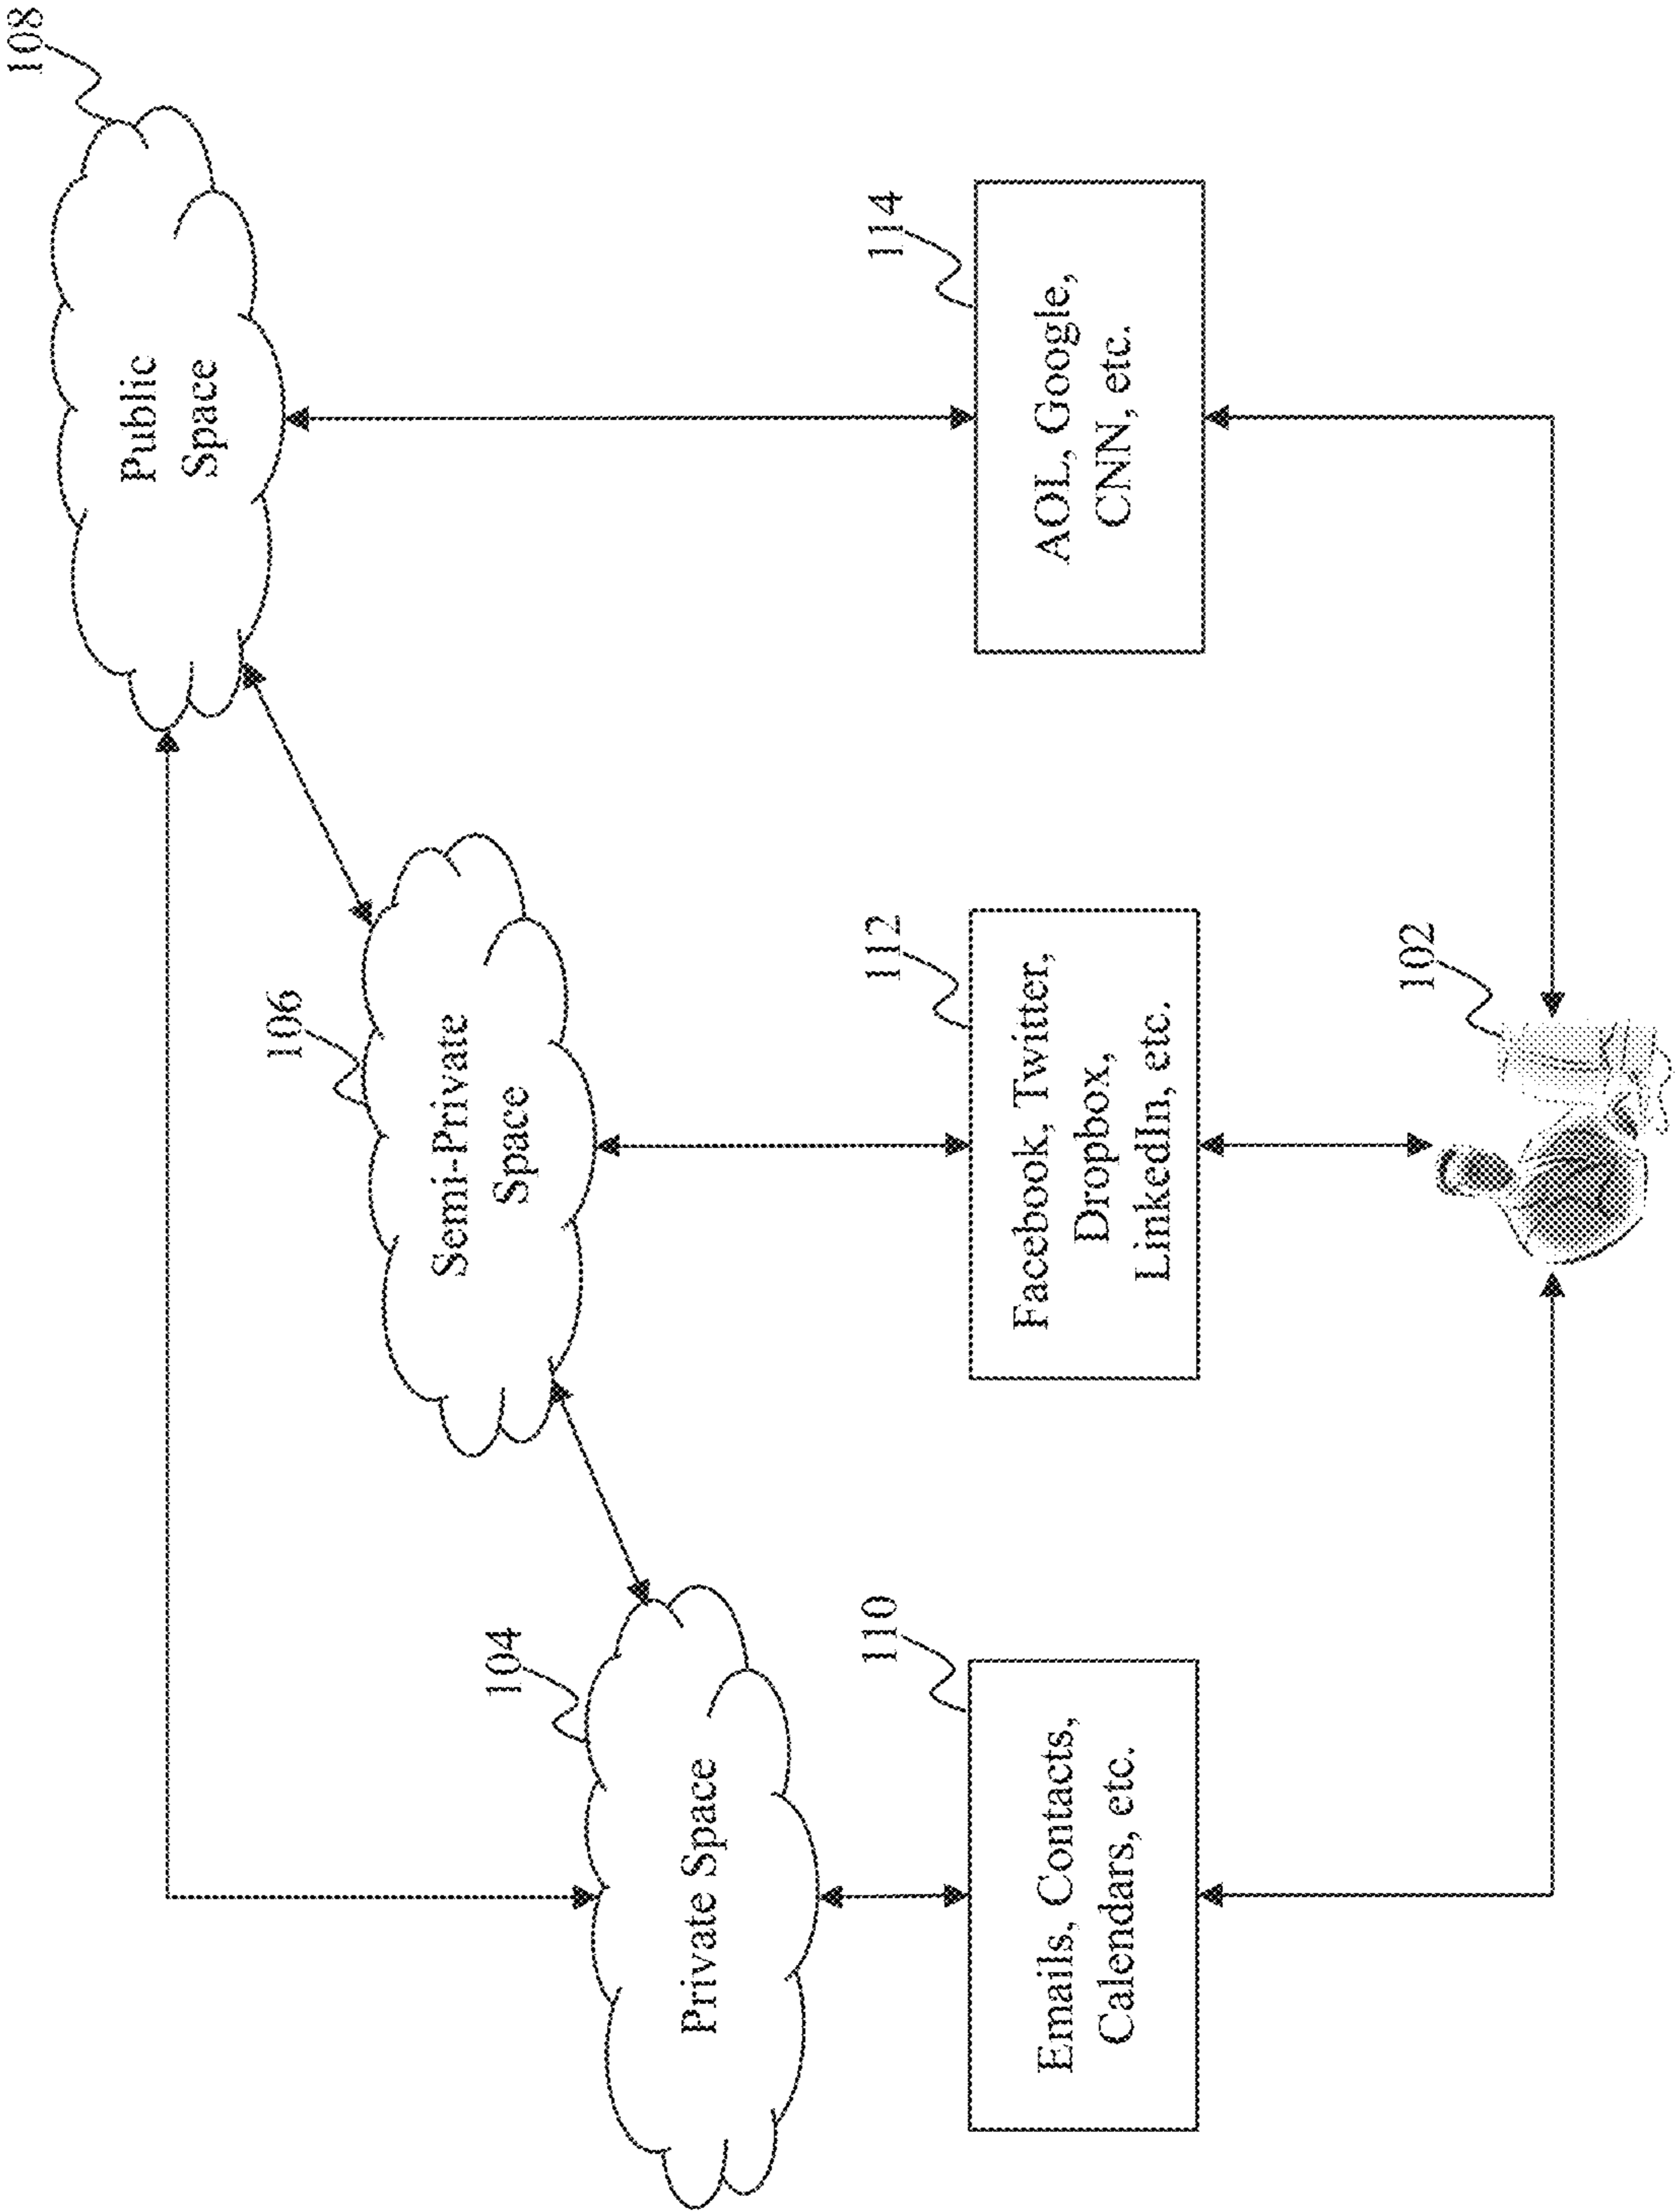 108
Public
Space
106
Semi-Private
Space
104
Private Space
110
Emails, Contacts,
Calendars, etc.
112
Facebook, Twitter,
Dropbox,
LinkedIn, etc.
114
AOL, Google,
CNN, etc.
102